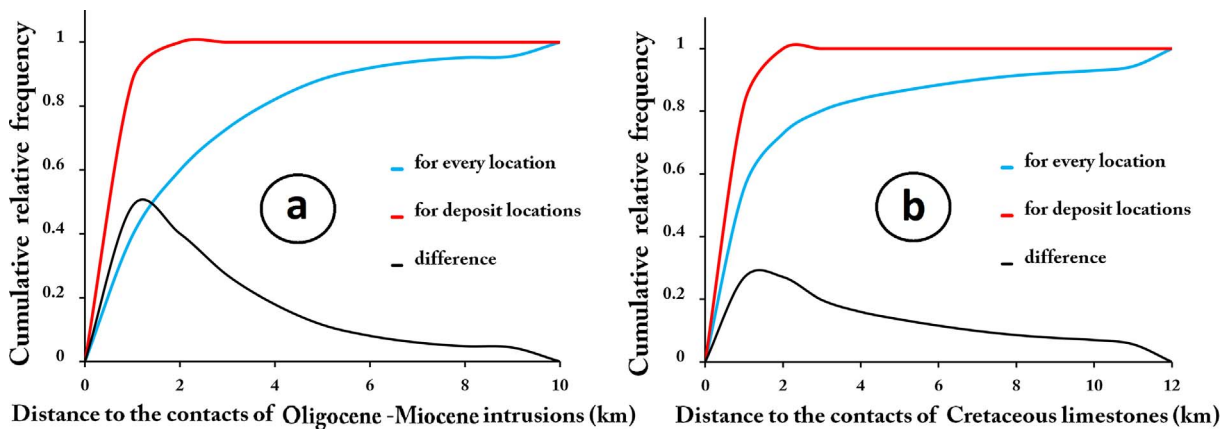 Cumulative relative frequency
1
0.8
0.6
0.4
0.2
0
0 2 4 6 8 10
Distance to the contacts of Oligocene -Miocene intrusions (km)
for every location
for deposit locations
difference
a
Cumulative relative frequency
1
0.8
0.6
0.4
0.2
0
0 2 4 6 8 10 12
Distance to the contacts of Cretaceous limestones (km)
for every location
for deposit locations
difference
b